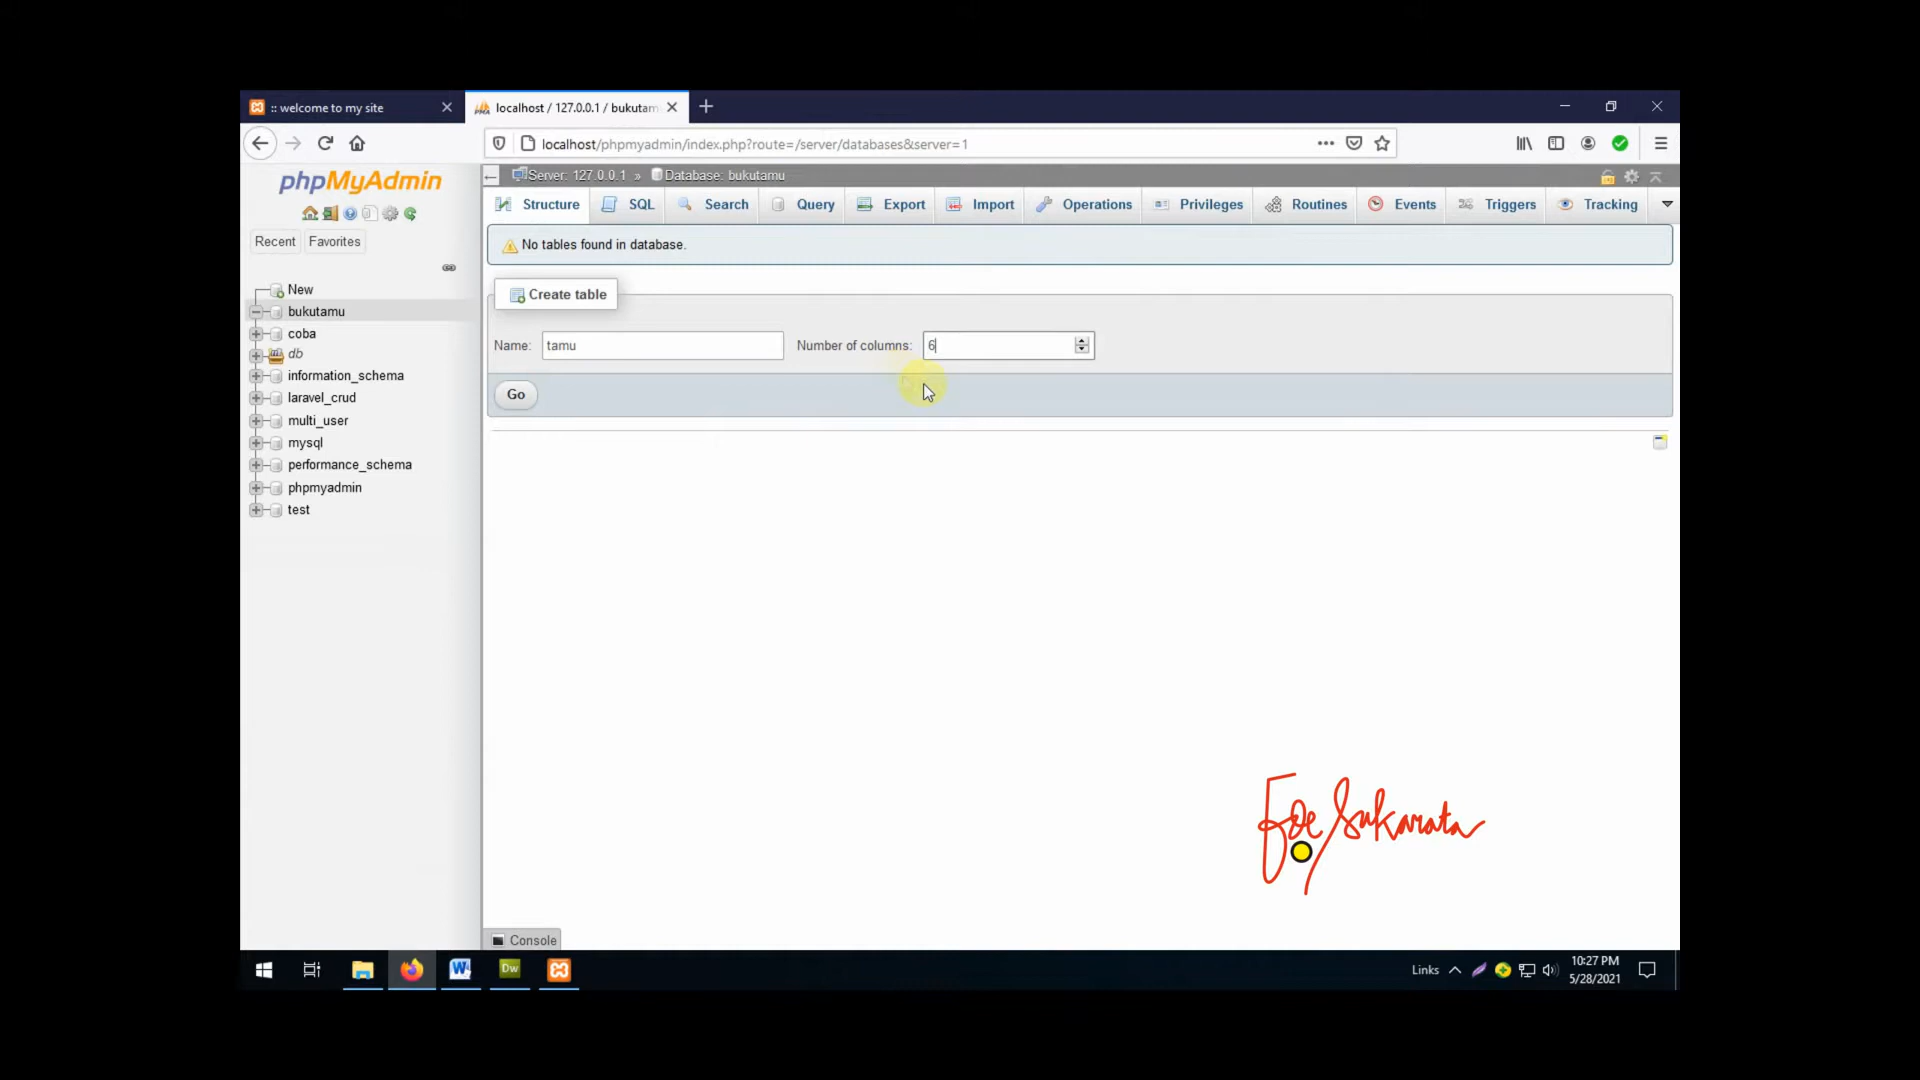 :: welcome to my site
localhost / 127.0.0.1 / bukutam
localhost/phpmyadmin/index.php?route=/server/databases&server=1
phpMyAdmin
Recent
Favorites
New
bukutamu
coba
db
information_schema
laravel_crud
multi_user
mysql
performance_schema
phpmyadmin
test
Server: 127.0.0.1 » Database: bukutamu
Structure
SQL
Search
Query
Export
Import
Operations
Privileges
Routines
Events
Triggers
Tracking
No tables found in database.
Create table
Name: tamu Number of columns: 6
Go
Console
Dw
Links
10:27 PM
5/28/2021